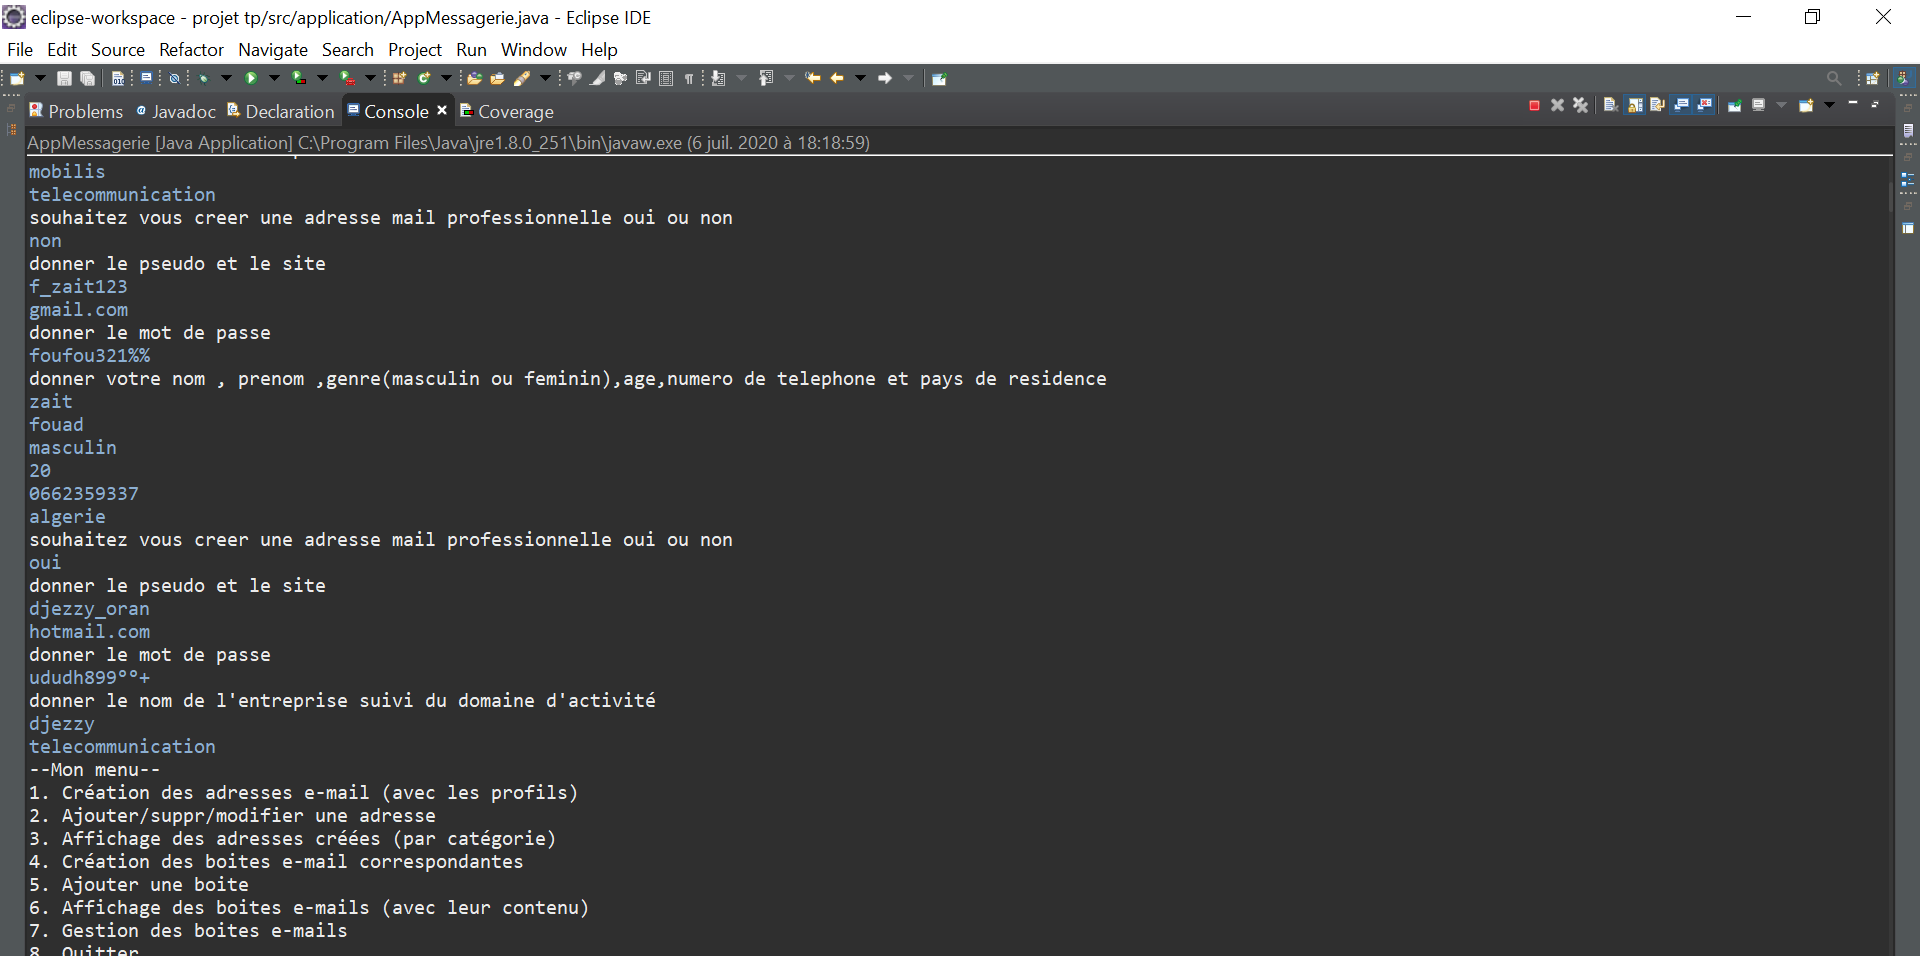 eclipse-workspace - projet tp/src/application/AppMessagerie.java - Eclipse IDE
File Edit Source Refactor Navigate Search Project Run Window Help
Problems Javadoc Declaration Console Coverage
AppMessagerie [Java Application] C:\Program Files\Java\jre1.8.0_251\bin\javaw.exe (6 juil. 2020 à 18:18:59)
mobilis
telecommunication
souhaitez vous creer une adresse mail professionnelle oui ou non
non
donner le pseudo et le site
f_zait123
gmail.com
donner le mot de passe
foufou321%%
donner votre nom , prenom ,genre(masculin ou feminin),age,numero de telephone et pays de residence
zait
fouad
masculin
20
0662359337
algerie
souhaitez vous creer une adresse mail professionnelle oui ou non
oui
donner le pseudo et le site
djezzy_oran
hotmail.com
donner le mot de passe
ududh899°°+
donner le nom de l'entreprise suivi du domaine d'activité
djezzy
telecommunication
--Mon menu--
1. Création des adresses e-mail (avec les profils)
2. Ajouter/suppr/modifier une adresse
3. Affichage des adresses créées (par catégorie)
4. Création des boites e-mail correspondantes
5. Ajouter une boite
6. Affichage des boites e-mails (avec leur contenu)
7. Gestion des boites e-mails
8. Quitter